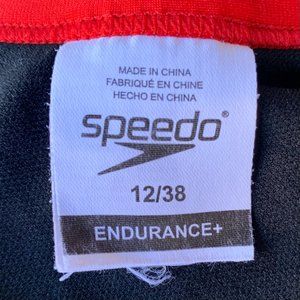 MADE IN CHINA
FABRIQUÉ EN CHINE
HECHO EN CHINA
speedo®
12/38
ENDURANCE+